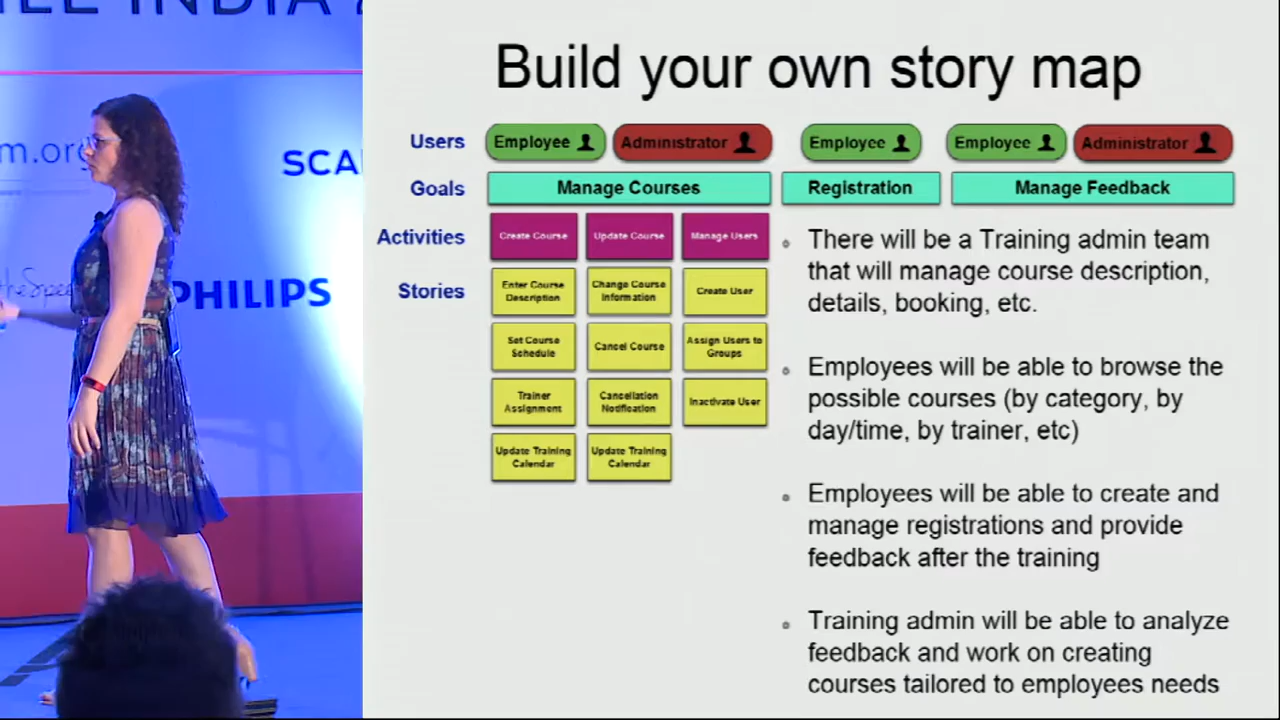 ILE INDIA
m.org
SCA
theSpee
PHILIPS
Build your own story map
Users
Employee
Administrator
Employee
Employee
Administrator
Goals
Manage Courses
Registration
Manage Feedback
Activities
Create Course
Update Course
Manage Users
Stories
Enter Course
Description
Change Course
Information
Create User
Set Course
Schedule
Cancel Course
Assign Users to
Groups
Trainer
Assignment
Cancellation
Notification
Inactivate User
Update Training
Calendar
Update Training
Calendar
There will be a Training admin team
that will manage course description,
details, booking, etc.
Employees will be able to browse the
possible courses (by category, by
day/time, by trainer, etc)
Employees will be able to create and
manage registrations and provide
feedback after the training
Training admin will be able to analyze
feedback and work on creating
courses tailored to employees needs